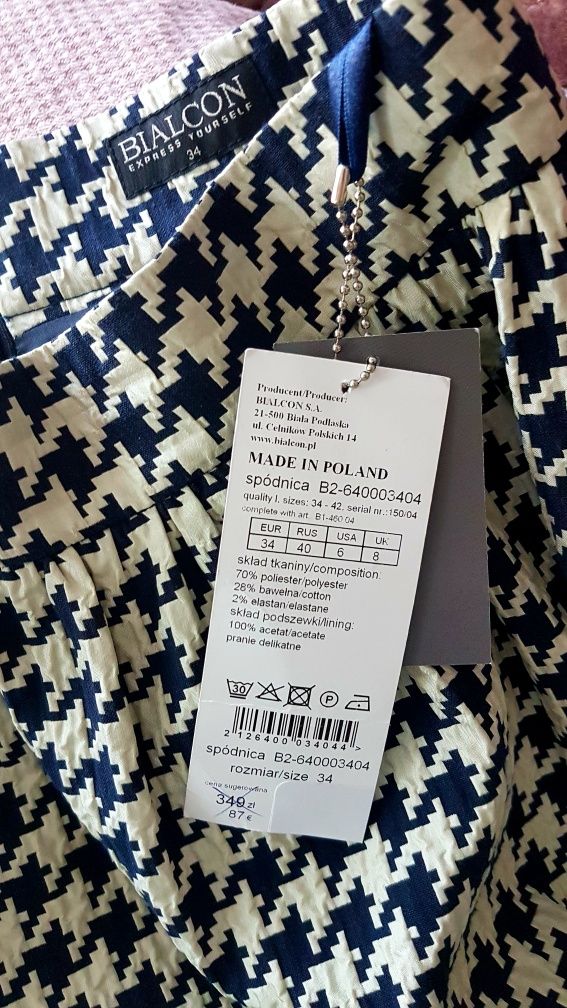 BIALCON
EXPRESS YOURSELF
34
Producent/Producer:
BIALCON S.A.
21-500 Biała Podlaska
ul. Celników Polskich 14
www.bialcon.pl
MADE IN POLAND
spódnica B2-640003404
quality I. sizes: 34 - 42, serial nr.:150/04
complete with art. B1-460 04
EUR RUS USA UK
34 40 6 8
skład tkaniny/composition:
70% poliester/polyester
28% bawełna/cotton
2% elastan/elastane
skład podszewki/lining:
100% acetat/acetate
pranie delikatne
30 P
2 126400 034044 >
spódnica B2-640003404
rozmiar/size 34
cena sugerowana
349 zł
87 €